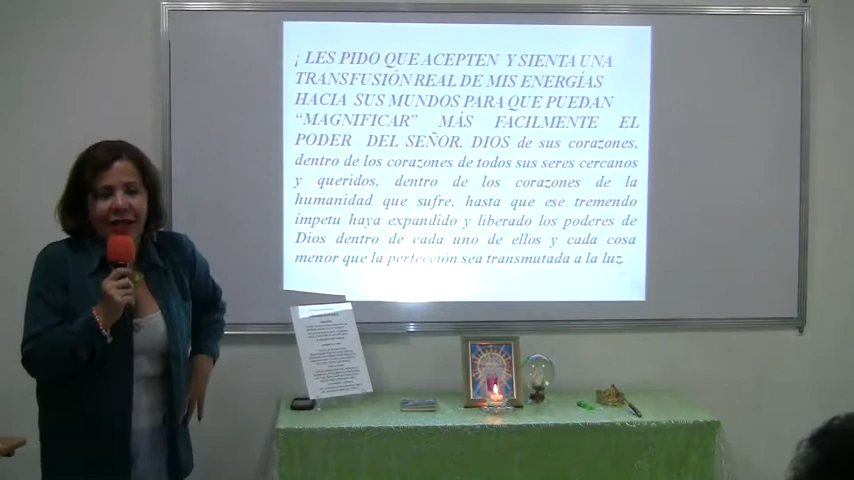 ¡ LES PIDO QUE ACEPTEN Y SIENTA UNA
TRANSFUSIÓN REAL DE MIS ENERGÍAS
HACIA SUS MUNDOS PARA QUE PUEDAN
“MAGNIFICAR” MÁS FACILMENTE EL
PODER DEL SEÑOR, DIOS de sus corazones,
dentro de los corazones de todos sus seres cercanos
y queridos, dentro de los corazones de la
humanidad que sufre, hasta que ese tremendo
ímpetu haya expandido y liberado los poderes de
Dios dentro de cada uno de ellos y cada cosa
menor que la perfección sea transmutada a la luz